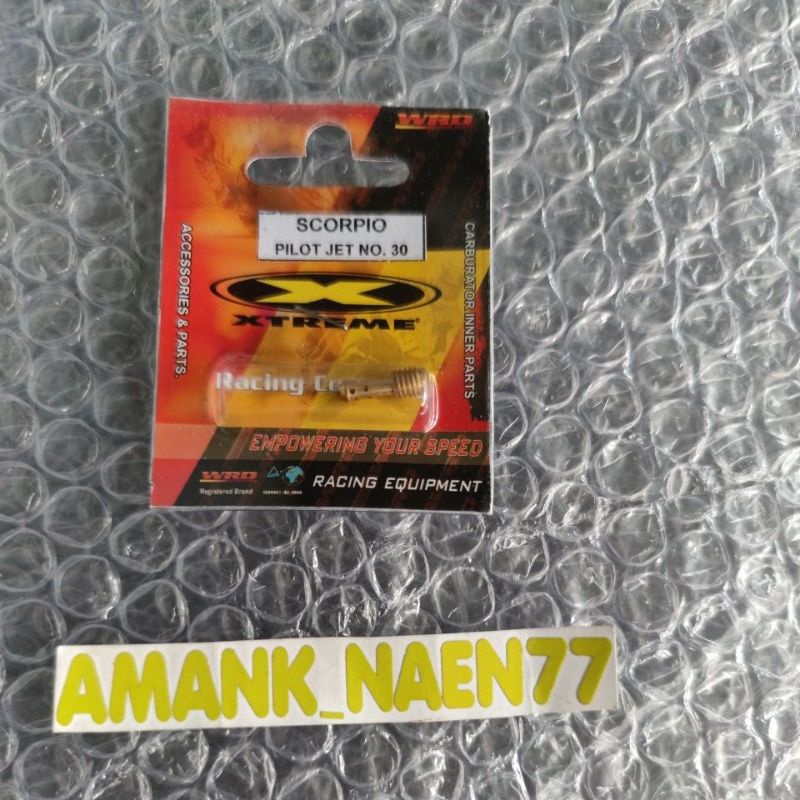 WRD
SCORPIO
PILOT JET NO. 30
ACCESSORIES & PARTS.
CARBURATOR INNER PARTS
X
XTREME
Racing Co
EMPOWERING YOUR SPEED
WRD
Registered Brand
RACING EQUIPMENT
AMANK_NAEN77